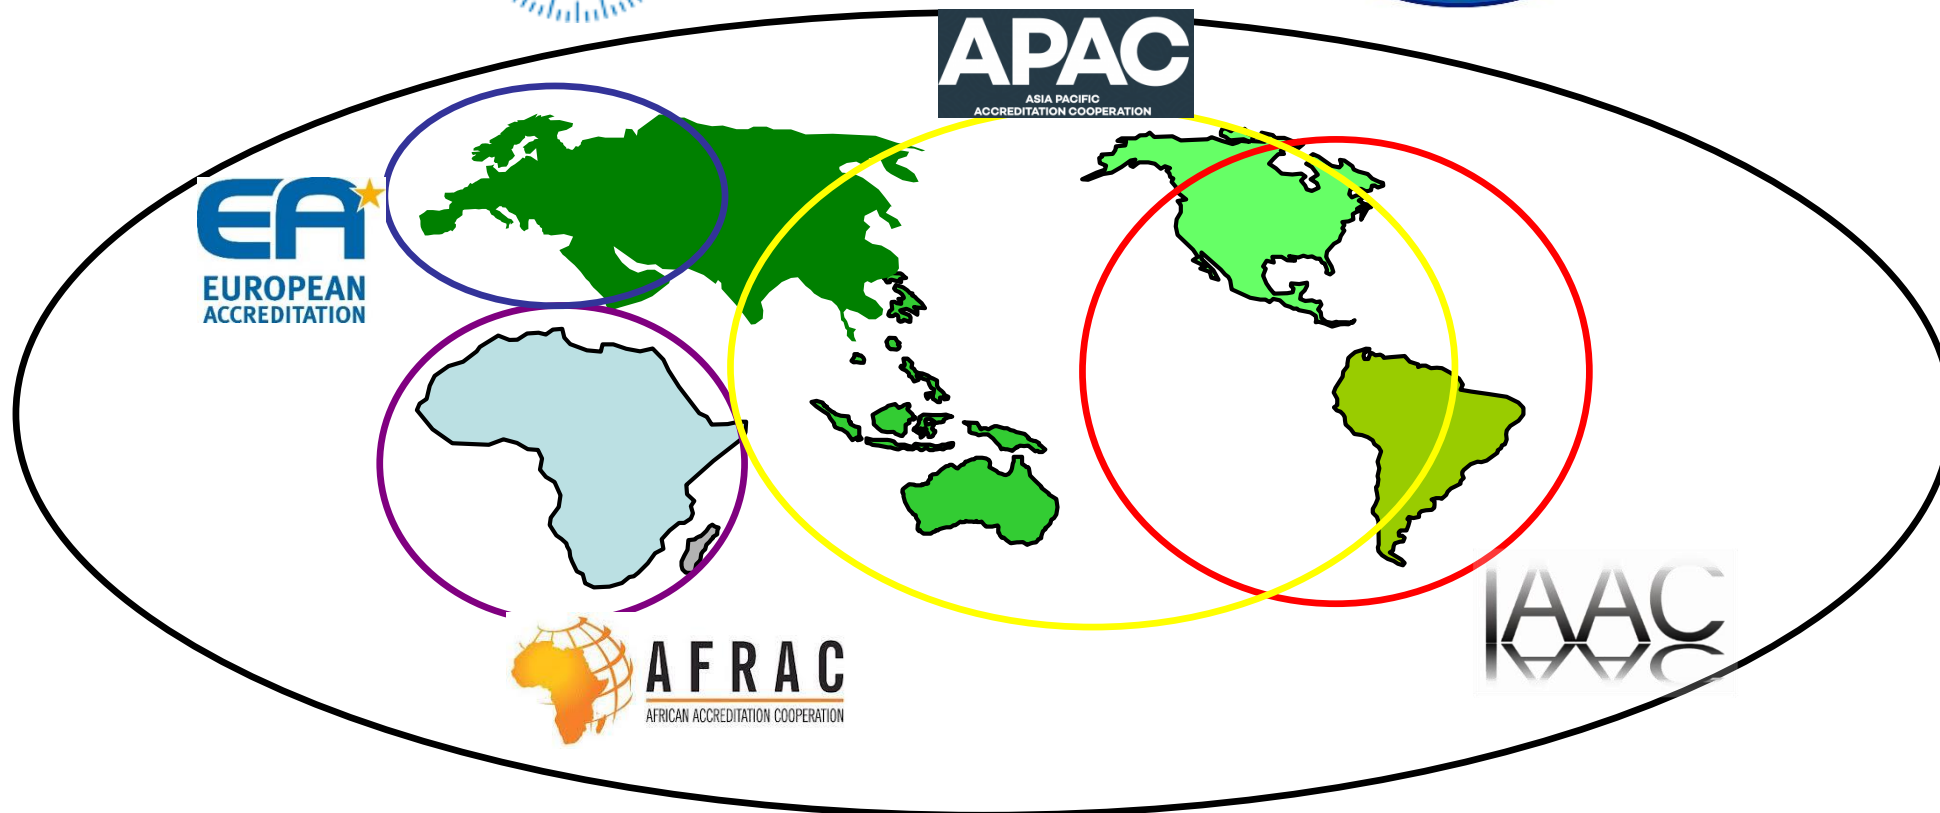 APAC
ASIA PACIFIC
ACCREDITATION COOPERATION
EA
EUROPEAN
ACCREDITATION
AFRAC
AFRICAN ACCREDITATION COOPERATION
IAAC